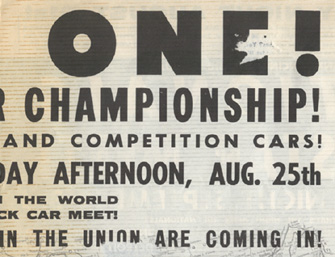 ONE!
R CHAMPIONSHIP!
AND COMPETITION CARS!
DAY AFTERNOON, AUG. 25th
THE WORLD
CK CAR MEET!
IN THE UNION ARE COMING IN!